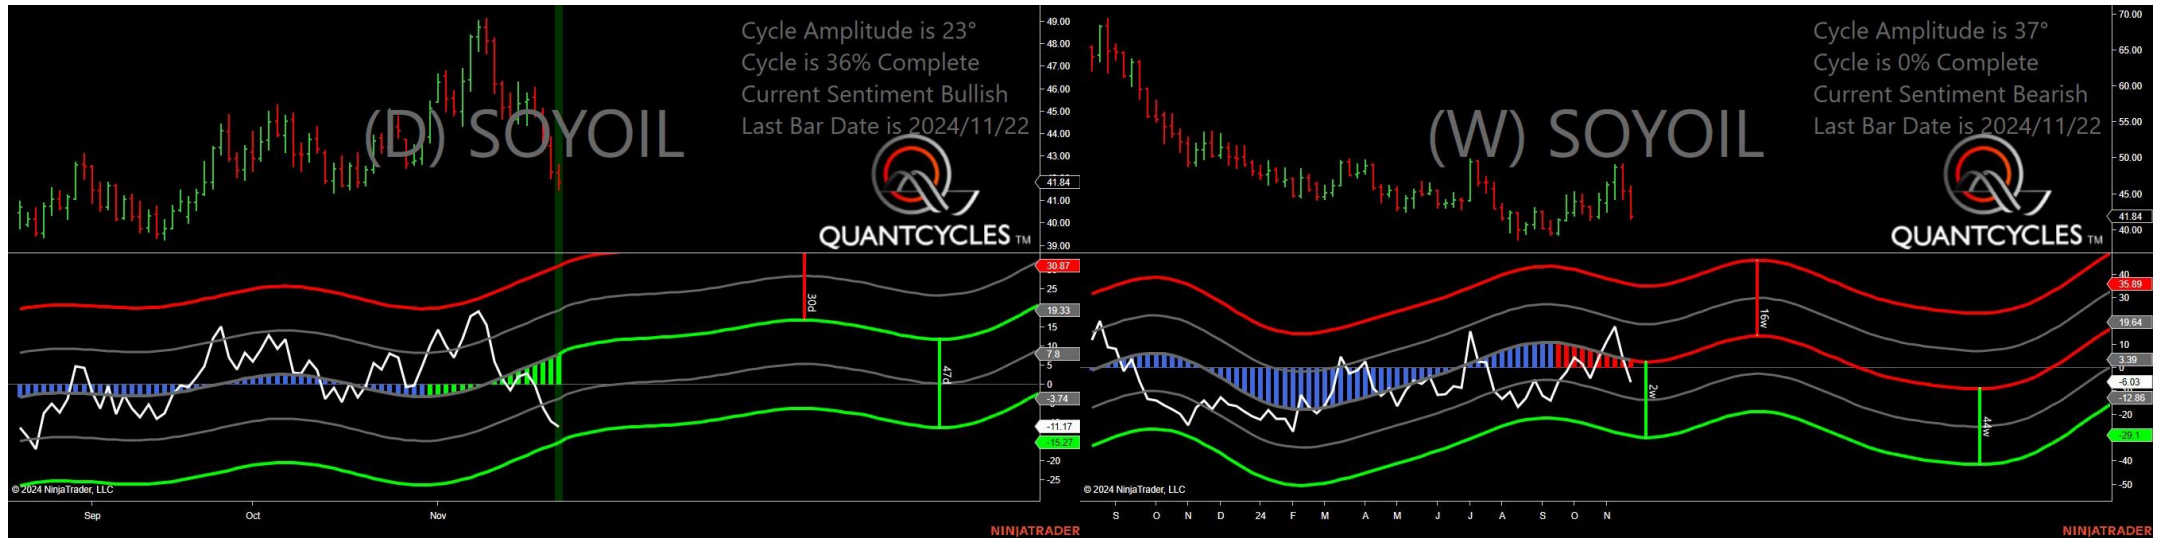 Cycle Amplitude is 23°
Cycle is 36% Complete
Current Sentiment Bullish
Last Bar Date is 2024/11/22
(D) SOYOIL
QUANTCYCLES TM
49.00
48.00
47.00
46.00
45.00
44.00
43.00
41.84
41.00
40.00
39.00
30.87
25
19.33
15
10
7.8
5
0
-3.74
-11.17
-15.27
-20
-25
30d
47d
© 2024 NinjaTrader, LLC
Sep Oct Nov
NINJATRADER
Cycle Amplitude is 37°
Cycle is 0% Complete
Current Sentiment Bearish
Last Bar Date is 2024/11/22
(W) SOYOIL
QUANTCYCLES TM
70.00
65.00
60.00
55.00
50.00
45.00
41.84
40.00
40
35.89
30
19.64
10
3.39
0
-6.03
-12.86
-20
-29.1
-40
-50
16w
2w
44w
© 2024 NinjaTrader, LLC
S O N D 24 F M A M J J A S O N
NINJATRADER